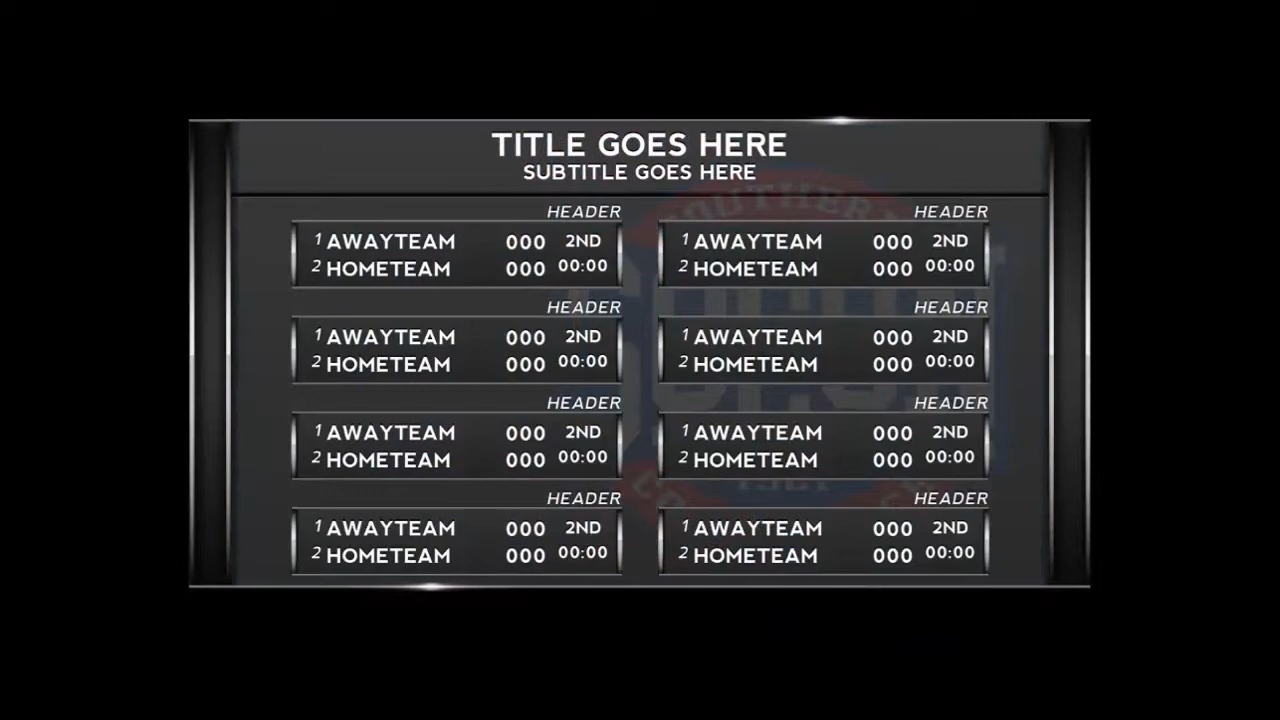 TITLE GOES HERE
SUBTITLE GOES HERE
HEADER
1 AWAYTEAM 000 2ND
2 HOMETEAM 000 00:00
HEADER
1 AWAYTEAM 000 2ND
2 HOMETEAM 000 00:00
HEADER
1 AWAYTEAM 000 2ND
2 HOMETEAM 000 00:00
HEADER
1 AWAYTEAM 000 2ND
2 HOMETEAM 000 00:00
HEADER
1 AWAYTEAM 000 2ND
2 HOMETEAM 000 00:00
HEADER
1 AWAYTEAM 000 2ND
2 HOMETEAM 000 00:00
HEADER
1 AWAYTEAM 000 2ND
2 HOMETEAM 000 00:00
HEADER
1 AWAYTEAM 000 2ND
2 HOMETEAM 000 00:00
SOUTHERN
1921